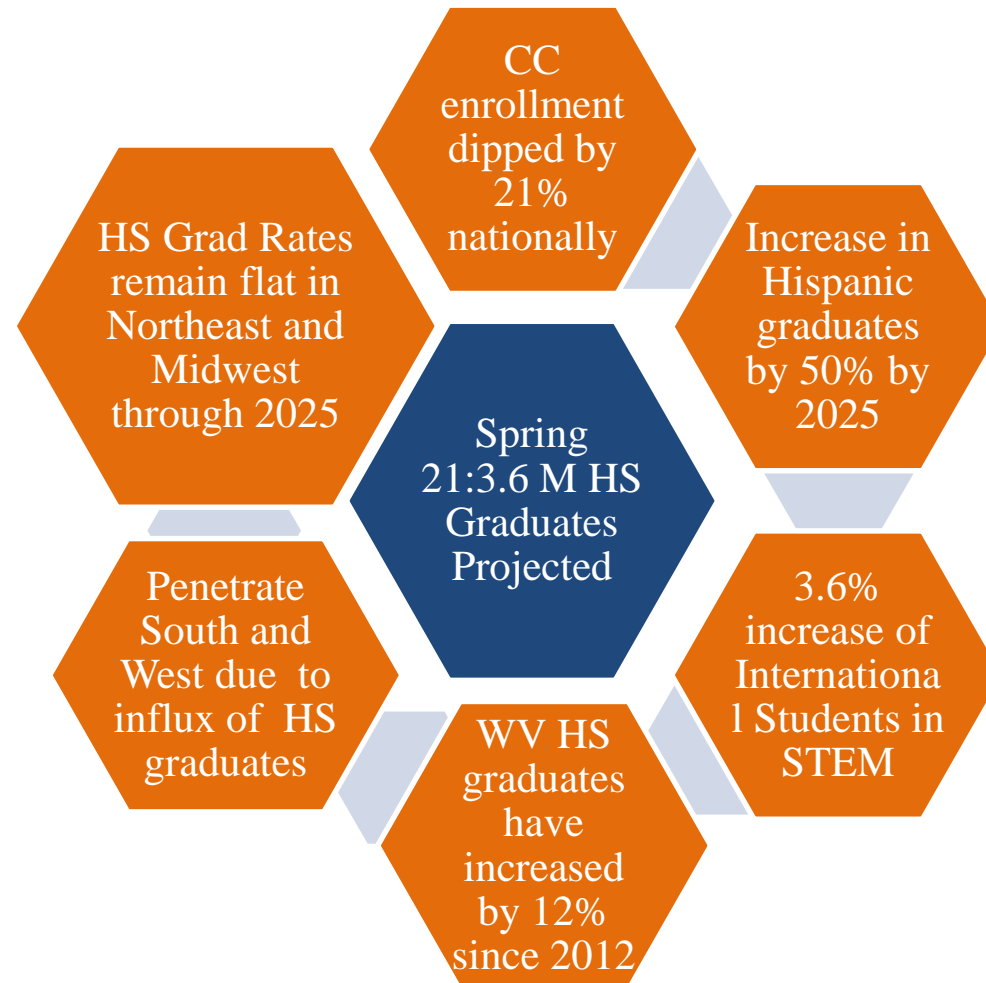 CC
enrollment
dipped by
21%
nationally
Increase in
Hispanic
graduates
by 50% by
2025
3.6%
increase of
Internationa
l Students in
STEM
WV HS
graduates
have
increased
by 12%
since 2012
Penetrate
South and
West due  to
influx of  HS
graduates
HS Grad Rates
remain flat in
Northeast and
Midwest
through 2025
Spring
21:3.6 M HS
Graduates
Projected